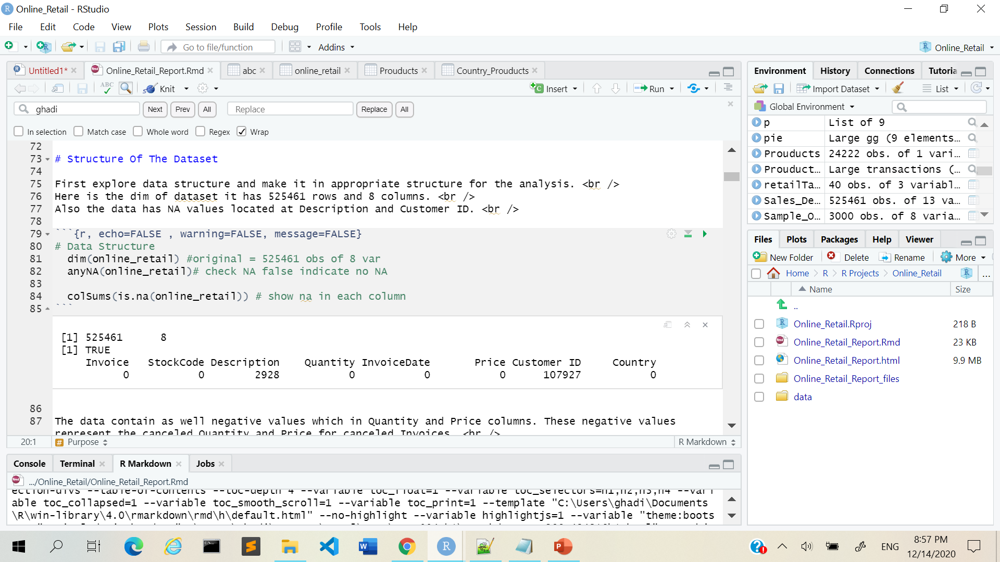 Online_Retail - RStudio
File Edit Code View Plots Session Build Debug Profile Tools Help
Go to file/function Addins Online_Retail
Untitled1* Online_Retail_Report.Rmd abc online_retail Prouducts Country_Prouducts
ABC Knit Insert Run
ghadi Next Prev All Replace Replace All
In selection Match case Whole word Regex Wrap
72
73 # Structure Of The Dataset
74
75 First explore data structure and make it in appropriate structure for the analysis. <br />
76 Here is the dim of dataset it has 525461 rows and 8 columns. <br />
77 Also the data has NA values located at Description and Customer ID. <br />
78
79 ```{r, echo=FALSE , warning=FALSE, message=FALSE}
80 # Data Structure
81 dim(online_retail) #original = 525461 obs of 8 var
82 anyNA(online_retail)# check NA false indicate no NA
83
84 colSums(is.na(online_retail)) # show na in each column
85 ```
[1] 525461 8
[1] TRUE
Invoice StockCode Description Quantity InvoiceDate Price Customer ID Country
0 0 2928 0 0 0 107927 0
86
87 The data contain as well negative values which in Quantity and Price columns. These negative values
represent the canceled Quantity and Price for canceled Invoices. <br />
20:1 # Purpose R Markdown
Console Terminal R Markdown Jobs
.../Online_Retail/Online_Retail_Report.Rmd
ection-divs --table-of-contents --toc-depth 4 --variable toc_float=1 --variable toc_selectors=h1,h2,h3,h4 --vari
able toc_collapsed=1 --variable toc_smooth_scroll=1 --variable toc_print=1 --template "C:\Users\ghadi\Documents
\R\win-library\4.0\rmarkdown\rmd\h\default.html" --no-highlight --variable highlightjs=1 --variable "theme:boots
Environment History Connections Tutoria
Import Dataset List
Global Environment
p List of 9
pie Large gg (9 elements…
Prouducts 24222 obs. of 1 vari…
Prouduct… Large transactions (…
retailTa… 40 obs. of 3 variabl…
Sales_De… 525461 obs. of 13 va…
Sample_O… 3000 obs. of 8 varia…
Files Plots Packages Help Viewer
New Folder Delete Rename More
Home R R Projects Online_Retail ...
Name Size
..
Online_Retail.Rproj 218 B
Online_Retail_Report.Rmd 23 KB
Online_Retail_Report.html 9.9 MB
Online_Retail_Report_files
data
ENG
8:57 PM
12/14/2020